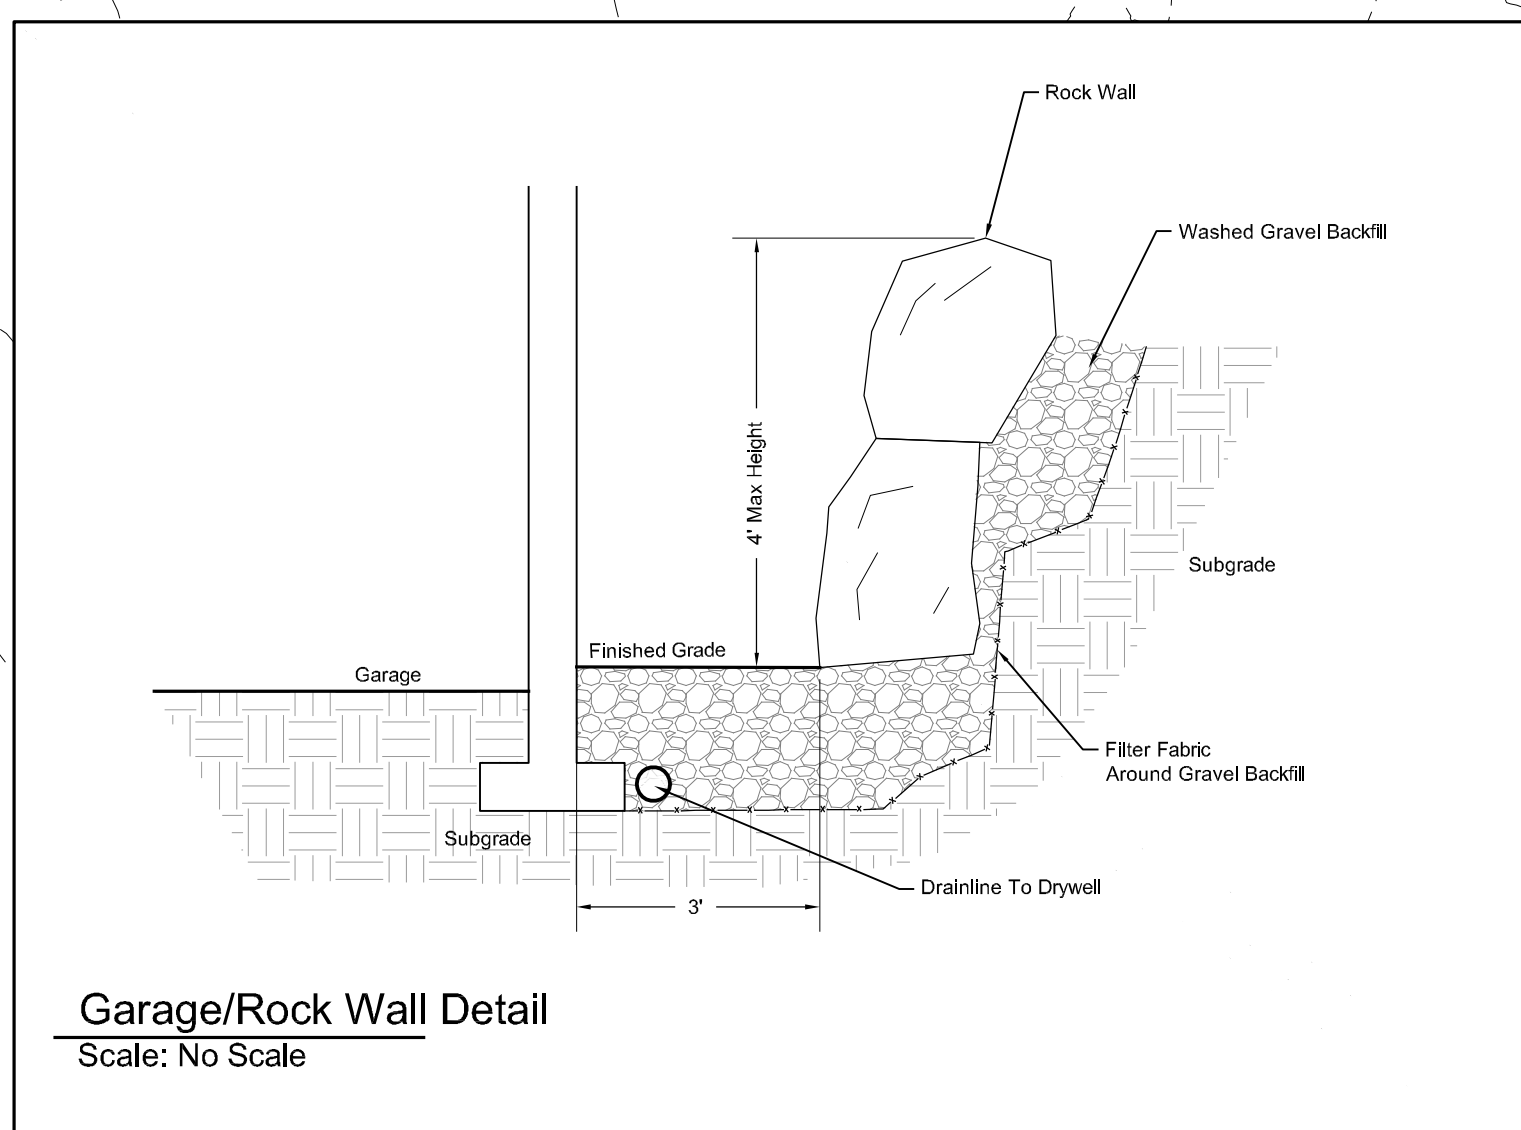 Rock Wall
Washed Gravel Backfill
4' Max Height
Subgrade
Finished Grade
Garage
Filter Fabric
Around Gravel Backfill
Subgrade
Drainline To Drywell
3'
Garage/Rock Wall Detail
Scale: No Scale